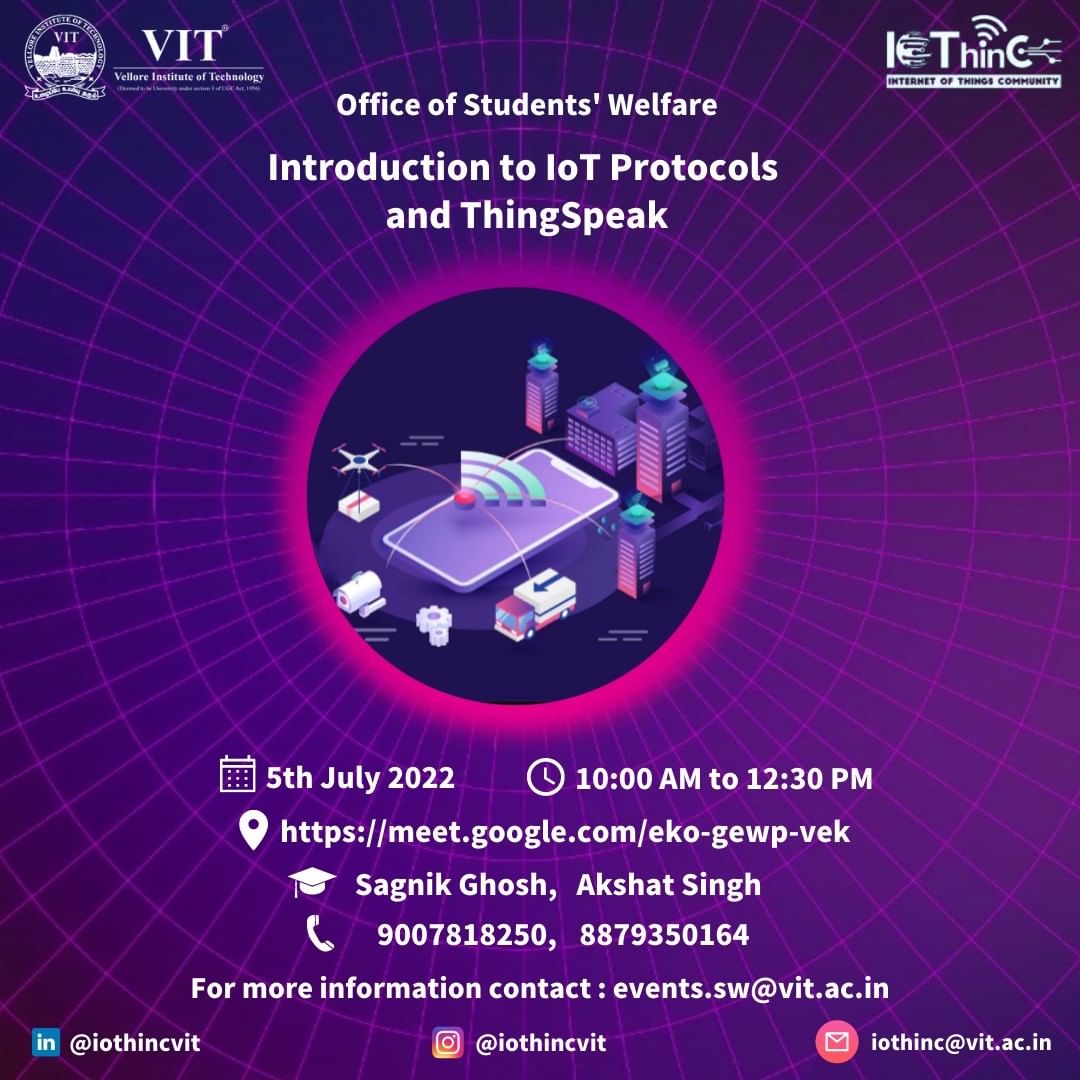 VELLORE INSTITUTE OF TECHNOLOGY
VIT
VIT®
Vellore Institute of Technology
(Deemed to be University under section 3 of UGC Act, 1956)
IoThinC
INTERNET OF THINGS COMMUNITY
Office of Students' Welfare
Introduction to IoT Protocols
and ThingSpeak
5th July 2022
10:00 AM to 12:30 PM
https://meet.google.com/eko-gewp-vek
Sagnik Ghosh, Akshat Singh
9007818250, 8879350164
For more information contact : events.sw@vit.ac.in
in @iothincvit
@iothincvit
iothinc@vit.ac.in